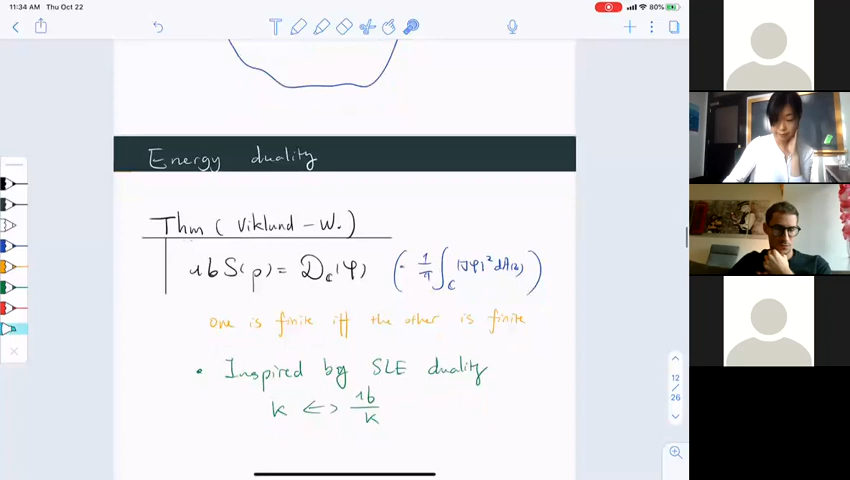 11:34 AM Thu Oct 22
80%
T
Energy duality
Thm (Viklund – W.)
16 S(ρ) = D_C(φ) (= 1/π ∫_C |∇φ|² dA(z))
one is finite iff the other is finite
• Inspired by SLE duality
κ <-> 16/κ
12
/
26